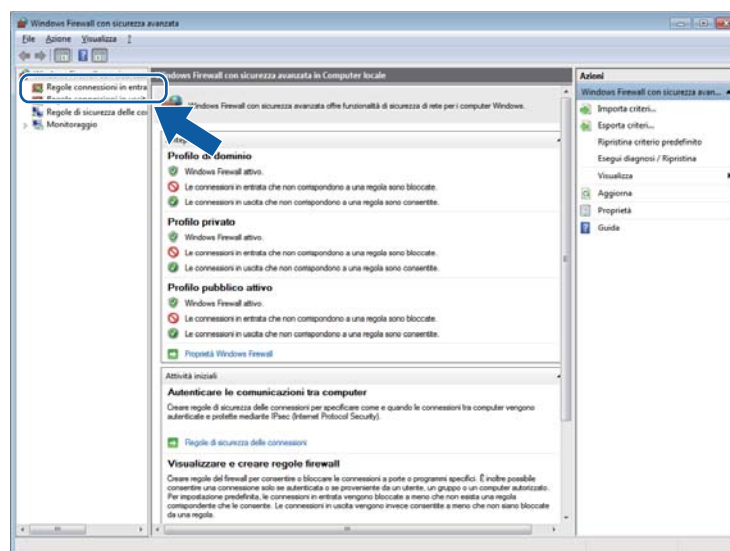 Windows Firewall con sicurezza avanzata
File Azione Visualizza ?
Regole connessioni in entra
Regole di sicurezza delle co
Monitoraggio
Windows Firewall con sicurezza avanzata in Computer locale
Windows Firewall con sicurezza avanzata offre funzionalità di sicurezza di rete per i computer Windows.
Profilo di dominio
Windows Firewall attivo.
Le connessioni in entrata che non corrispondono a una regola sono bloccate.
Le connessioni in uscita che non corrispondono a una regola sono consentite.
Profilo privato
Windows Firewall attivo.
Le connessioni in entrata che non corrispondono a una regola sono bloccate.
Le connessioni in uscita che non corrispondono a una regola sono consentite.
Profilo pubblico attivo
Windows Firewall attivo.
Le connessioni in entrata che non corrispondono a una regola sono bloccate.
Le connessioni in uscita che non corrispondono a una regola sono consentite.
Proprietà Windows Firewall
Attività iniziali
Autenticare le comunicazioni tra computer
Creare regole di sicurezza delle connessioni per specificare come e quando le connessioni tra computer vengono
autenticate e protette mediante IPsec (Internet Protocol Security).
Regole di sicurezza delle connessioni
Visualizzare e creare regole firewall
Creare regole del firewall per consentire o bloccare le connessioni a porte o programmi specifici. È inoltre possibile
consentire una connessione solo se autenticata o se proveniente da un utente, un gruppo o un computer autorizzato.
Per impostazione predefinita, le connessioni in entrata vengono bloccate a meno che non esista una regola
corrispondente che le consente. Le connessioni in uscita vengono invece consentite a meno che non siano bloccate
da una regola.
Azioni
Windows Firewall con sicurezza avan...
Importa criteri...
Esporta criteri...
Ripristina criterio predefinito
Esegui diagnosi / Ripristina
Visualizza
Aggiorna
Proprietà
Guida